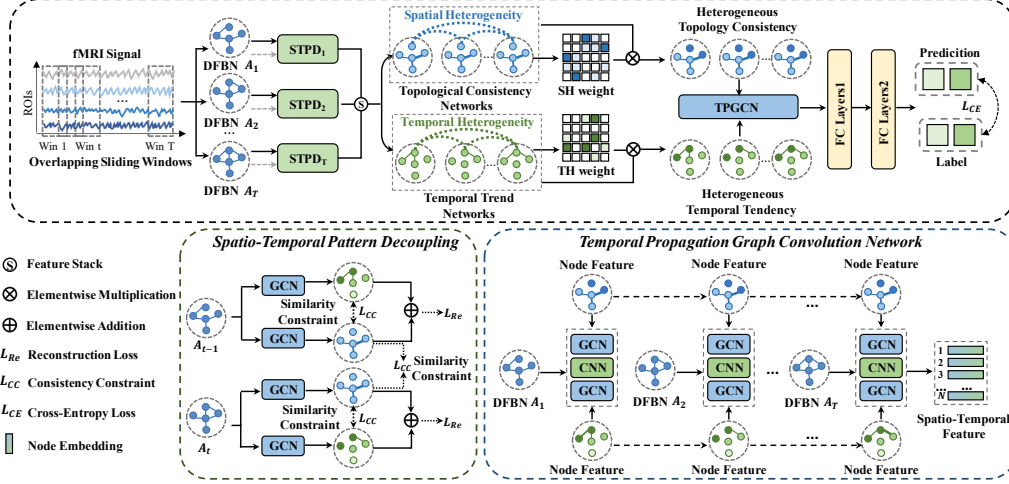 fMRI Signal
ROIs
...
Win 1
Win t
Win T
Overlapping Sliding Windows
DFBN A1
DFBN A2
...
DFBN AT
STPD1
STPD2
STPDT
S
Spatial Heterogeneity
...
Topological Consistency
Networks
Temporal Heterogeneity
...
Temporal Trend
Networks
SH weight
TH weight
Heterogeneous
Topology Consistency
...
TPGCN
...
Heterogeneous
Temporal Tendency
FC Layers1
FC Layers2
Predicition
LCE
Label
S Feature Stack
Elementwise Multiplication
Elementwise Addition
LRe Reconstruction Loss
LCC Consistency Constraint
LCE Cross-Entropy Loss
Node Embedding
Spatio-Temporal Pattern Decoupling
At-1
GCN
GCN
Similarity
Constraint
LCC
LRe
LCC
Similarity
Constraint
At
GCN
GCN
Similarity
Constraint
LCC
LRe
Temporal Propagation Graph Convolution Network
Node Feature
Node Feature
Node Feature
...
DFBN A1
GCN
CNN
GCN
DFBN A2
GCN
CNN
GCN
...
DFBN AT
GCN
CNN
GCN
1
2
3
... ...
N
Spatio-Temporal
Feature
...
Node Feature
Node Feature
Node Feature